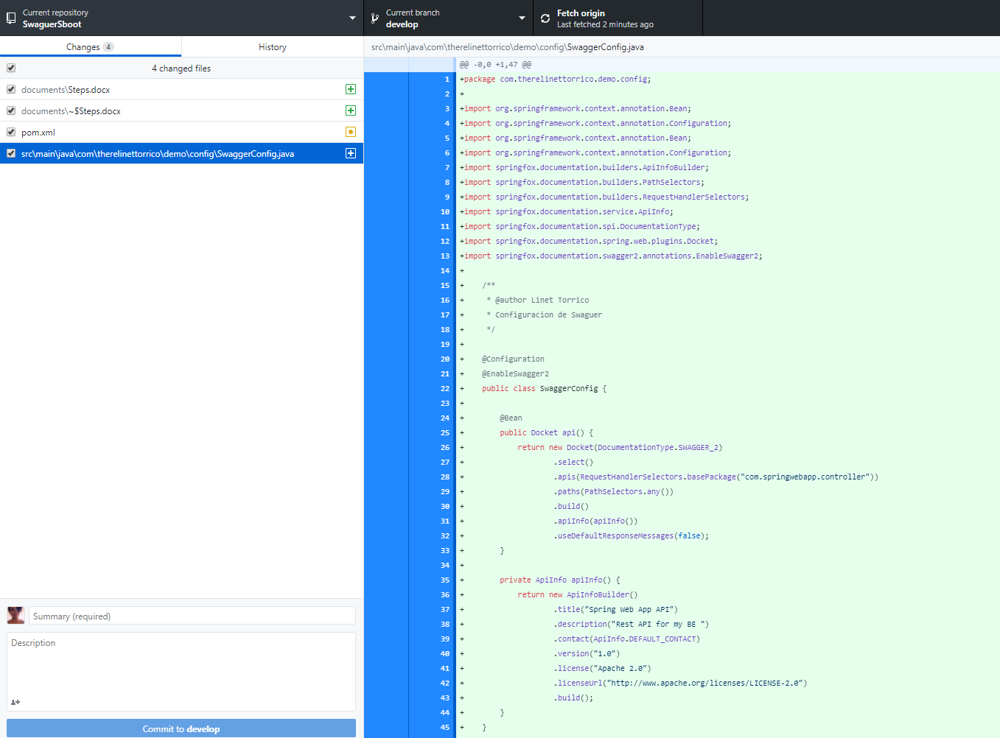 Current repository
SwaguerSboot
Current branch
develop
Fetch origin
Last fetched 2 minutes ago
Changes 4
History
4 changed files
documents\Steps.docx
documents\~$Steps.docx
pom.xml
src\main\java\com\therelinettorrico\demo\config\SwaggerConfig.java
Summary (required)
Description
Commit to develop
src\main\java\com\therelinettorrico\demo\config\SwaggerConfig.java
@@ -0,0 +1,47 @@
1 +package com.therelinettorrico.demo.config;
2 +
3 +import org.springframework.context.annotation.Bean;
4 +import org.springframework.context.annotation.Configuration;
5 +import org.springframework.context.annotation.Bean;
6 +import org.springframework.context.annotation.Configuration;
7 +import springfox.documentation.builders.ApiInfoBuilder;
8 +import springfox.documentation.builders.PathSelectors;
9 +import springfox.documentation.builders.RequestHandlerSelectors;
10 +import springfox.documentation.service.ApiInfo;
11 +import springfox.documentation.spi.DocumentationType;
12 +import springfox.documentation.spring.web.plugins.Docket;
13 +import springfox.documentation.swagger2.annotations.EnableSwagger2;
14 +
15 +    /**
16 +     * @author Linet Torrico
17 +     * Configuracion de Swaguer
18 +     */
19 +
20 +    @Configuration
21 +    @EnableSwagger2
22 +    public class SwaggerConfig {
23 +
24 +        @Bean
25 +        public Docket api() {
26 +            return new Docket(DocumentationType.SWAGGER_2)
27 +                    .select()
28 +                    .apis(RequestHandlerSelectors.basePackage("com.springwebapp.controller"))
29 +                    .paths(PathSelectors.any())
30 +                    .build()
31 +                    .apiInfo(apiInfo())
32 +                    .useDefaultResponseMessages(false);
33 +        }
34 +
35 +        private ApiInfo apiInfo() {
36 +            return new ApiInfoBuilder()
37 +                    .title("Spring Web App API")
38 +                    .description("Rest API for my BE ")
39 +                    .contact(ApiInfo.DEFAULT_CONTACT)
40 +                    .version("1.0")
41 +                    .license("Apache 2.0")
42 +                    .licenseUrl("http://www.apache.org/licenses/LICENSE-2.0")
43 +                    .build();
44 +        }
45 +    }